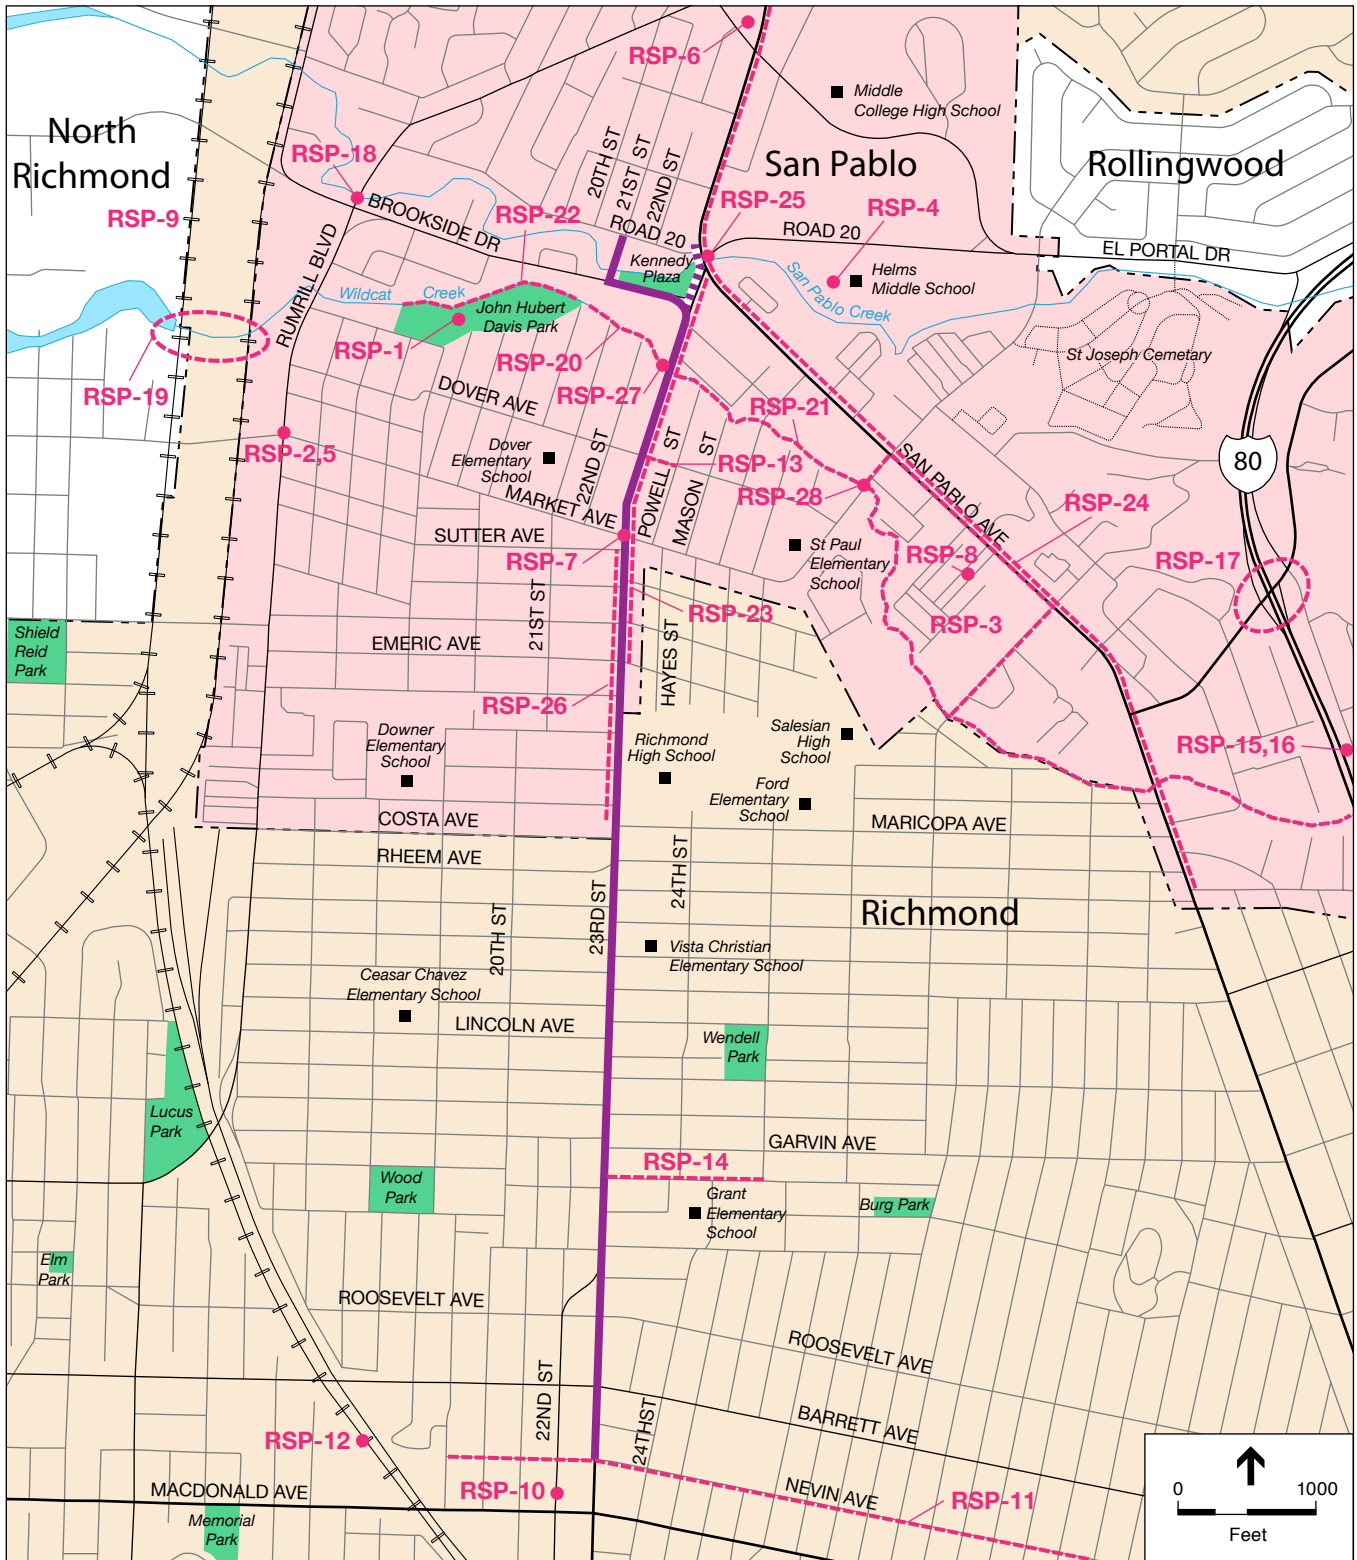 RSP-6
Middle
College High School
North
Richmond
20TH ST
21ST ST
22ND ST
San Pablo
Rollingwood
RSP-18
RSP-9
BROOKSIDE DR
RSP-22
RSP-25
RSP-4
ROAD 20
ROAD 20
EL PORTAL DR
RUMRILL BLVD
Kennedy
Plaza
Helms
Middle School
San Pablo Creek
Wildcat Creek
John Hubert
Davis Park
RSP-1
RSP-20
RSP-19
RSP-27
St Joseph Cemetary
DOVER AVE
RSP-21
RSP-2,5
Dover
Elementary
School
22ND ST
POWELL ST
MASON ST
RSP-13
SAN PABLO AVE
80
MARKET AVE
RSP-28
RSP-24
SUTTER AVE
RSP-7
St Paul
Elementary
School
RSP-8
RSP-17
21ST ST
RSP-23
RSP-3
Shield
Reid
Park
EMERIC AVE
HAYES ST
RSP-26
Downer
Elementary
School
Richmond
High School
Salesian
High
School
RSP-15,16
Ford
Elementary
School
COSTA AVE
MARICOPA AVE
RHEEM AVE
24TH ST
23RD ST
20TH ST
Richmond
Vista Christian
Elementary School
Ceasar Chavez
Elementary School
LINCOLN AVE
Wendell
Park
Lucus
Park
GARVIN AVE
RSP-14
Wood
Park
Grant
Elementary
School
Burg Park
Elm
Park
ROOSEVELT AVE
ROOSEVELT AVE
22ND ST
24THST
BARRETT AVE
RSP-12
MACDONALD AVE
RSP-10
NEVIN AVE
RSP-11
Memorial
Park
0 1000
Feet